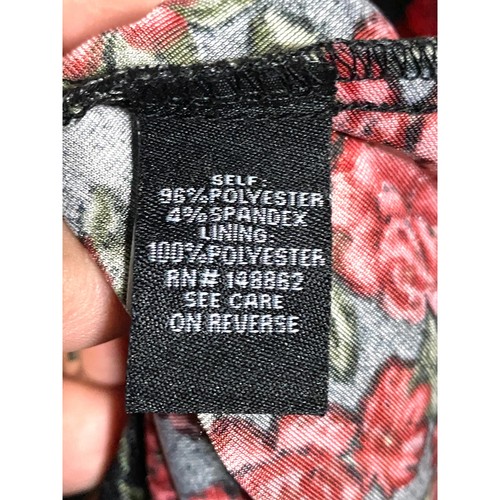 SELF:
96%POLYESTER
4%SPANDEX
LINING:
100%POLYESTER
RN# 148862
SEE CARE
ON REVERSE